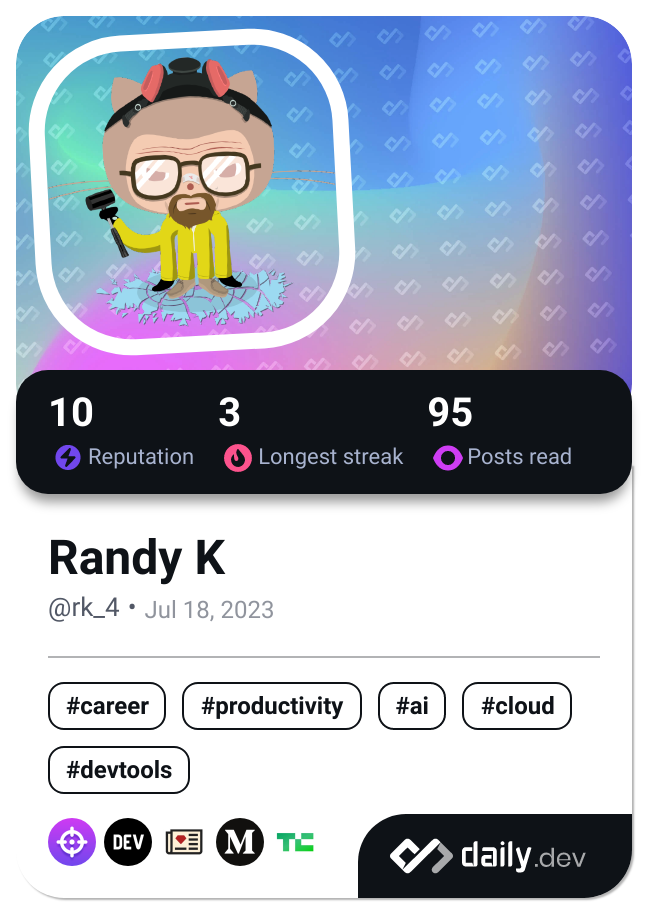 10 3 95
Reputation Longest streak Posts read
Randy K
@rk_4 • Jul 18, 2023
#career #productivity #ai #cloud
#devtools
DEV M TC
daily.dev